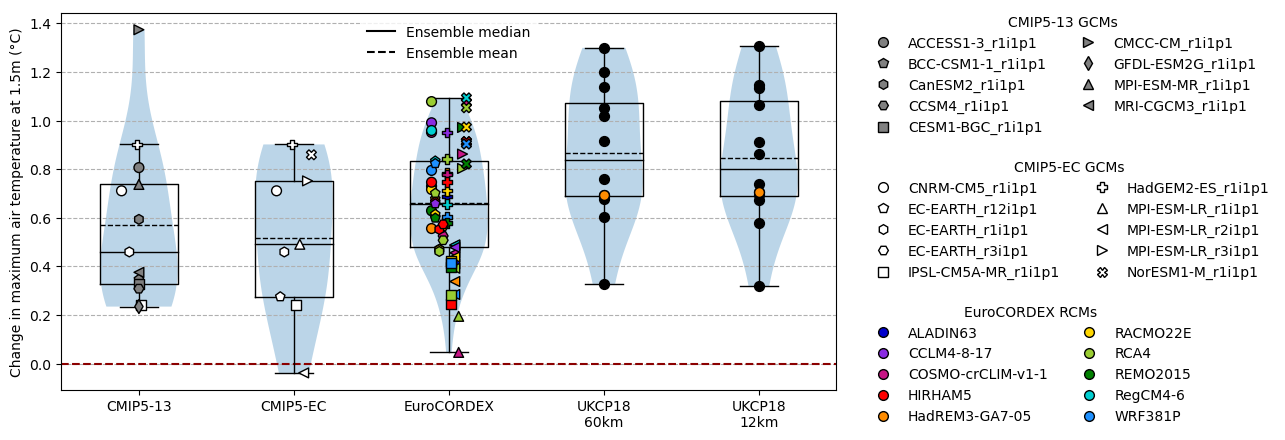 Change in maximum air temperature at 1.5m (°C)
1.4
1.2
1.0
0.8
0.6
0.4
0.2
0.0
Ensemble median
Ensemble mean
CMIP5-13
CMIP5-EC
EuroCORDEX
UKCP18
60km
UKCP18
12km
CMIP5-13 GCMs
ACCESS1-3_r1i1p1
BCC-CSM1-1_r1i1p1
CanESM2_r1i1p1
CCSM4_r1i1p1
CESM1-BGC_r1i1p1
CMCC-CM_r1i1p1
GFDL-ESM2G_r1i1p1
MPI-ESM-MR_r1i1p1
MRI-CGCM3_r1i1p1
CMIP5-EC GCMs
CNRM-CM5_r1i1p1
EC-EARTH_r12i1p1
EC-EARTH_r1i1p1
EC-EARTH_r3i1p1
IPSL-CM5A-MR_r1i1p1
HadGEM2-ES_r1i1p1
MPI-ESM-LR_r1i1p1
MPI-ESM-LR_r2i1p1
MPI-ESM-LR_r3i1p1
NorESM1-M_r1i1p1
EuroCORDEX RCMs
ALADIN63
CCLM4-8-17
COSMO-crCLIM-v1-1
HIRHAM5
HadREM3-GA7-05
RACMO22E
RCA4
REMO2015
RegCM4-6
WRF381P